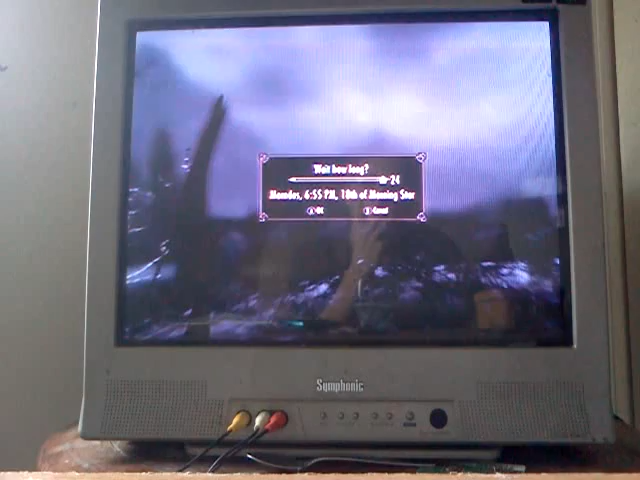 Wait how long?
24
Morndas, 6:55 PM, 18th of Morning Star
A OK
Cancel
Symphonic